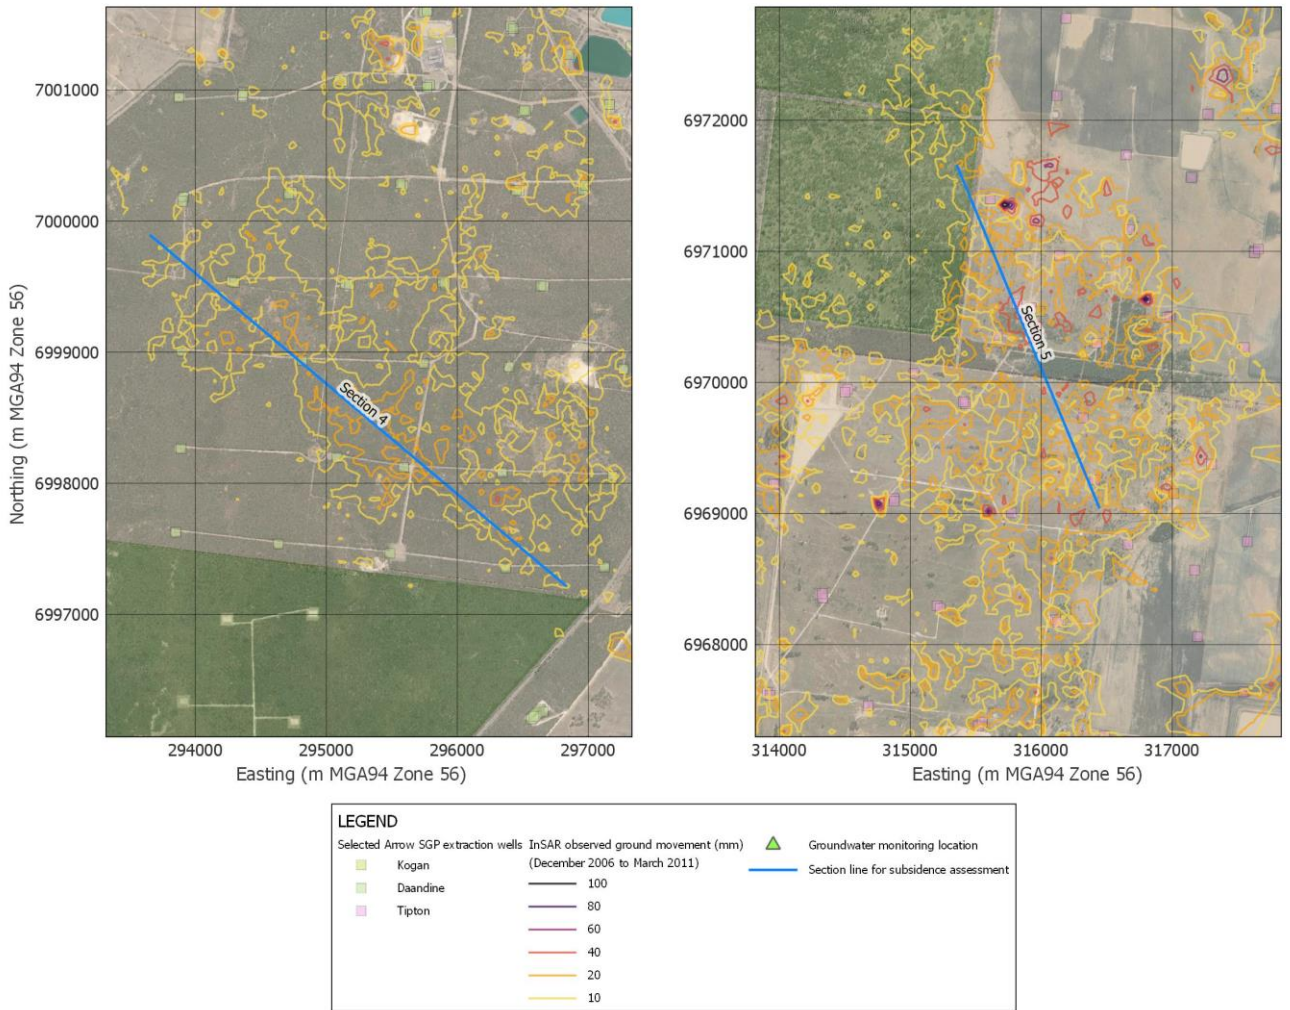 7001000
7000000
6999000
6998000
6997000
Northing (m MGA94 Zone 56)
Section 4
294000 295000 296000 297000
Easting (m MGA94 Zone 56)
6972000
6971000
6970000
6969000
6968000
Section 5
314000 315000 316000 317000
Easting (m MGA94 Zone 56)
LEGEND
Selected Arrow SGP extraction wells
Kogan
Daandine
Tipton
InSAR observed ground movement (mm)
(December 2006 to March 2011)
100
80
60
40
20
10
Groundwater monitoring location
Section line for subsidence assessment